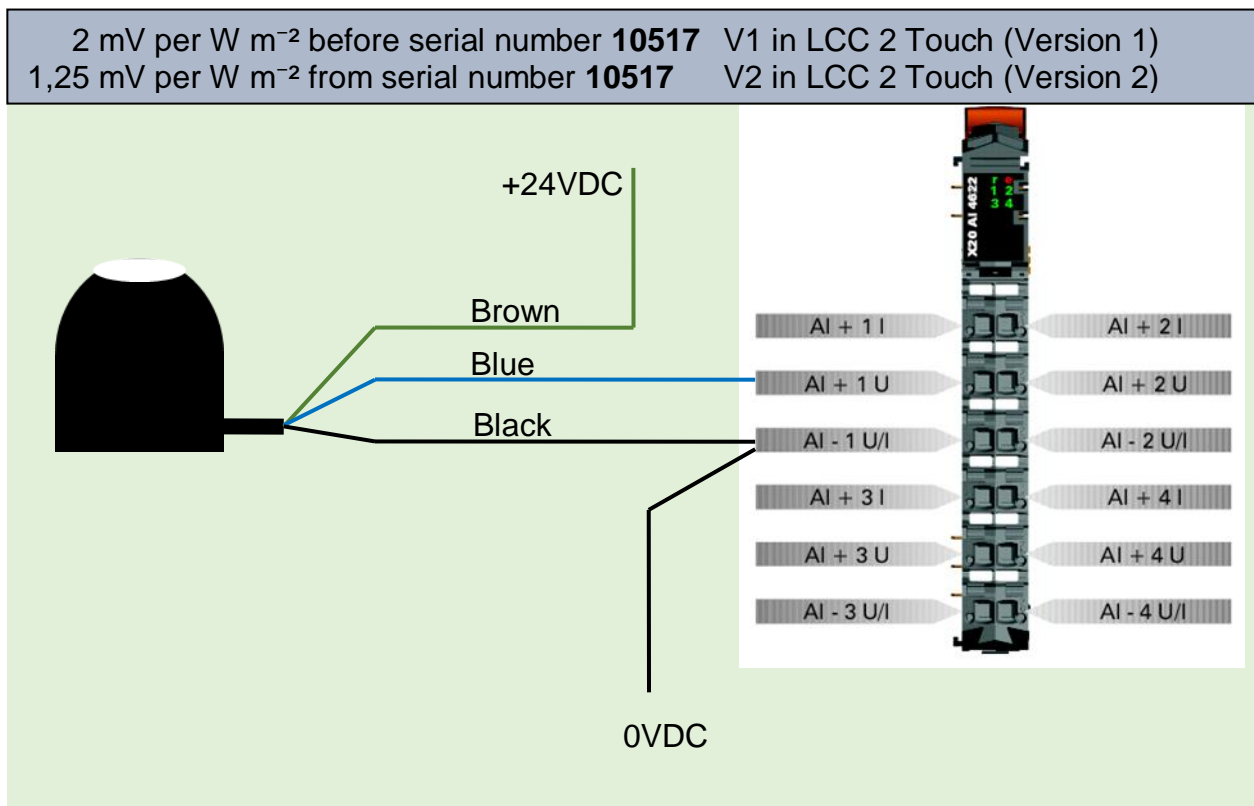 2 mV per W m⁻² before serial number 10517 V1 in LCC 2 Touch (Version 1)
1,25 mV per W m⁻² from serial number 10517 V2 in LCC 2 Touch (Version 2)
+24VDC
Brown
Blue
Black
0VDC
X20 AI 4622
r e
1 2
3 4
AI + 1 I AI + 2 I
AI + 1 U AI + 2 U
AI - 1 U/I AI - 2 U/I
AI + 3 I AI + 4 I
AI + 3 U AI + 4 U
AI - 3 U/I AI - 4 U/I